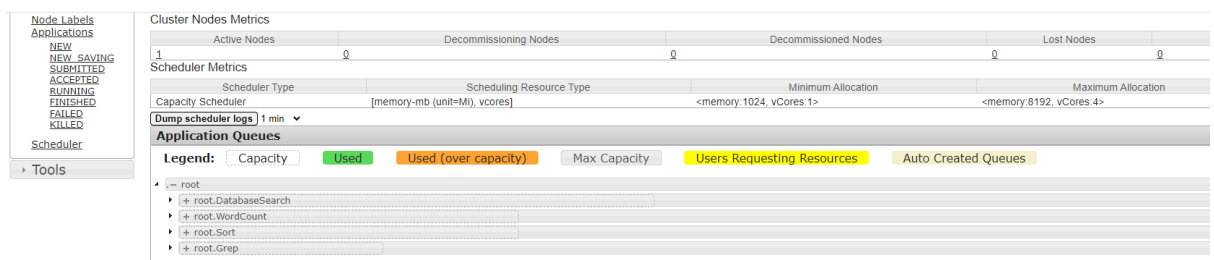 Node Labels
Applications
NEW
NEW_SAVING
SUBMITTED
ACCEPTED
RUNNING
FINISHED
FAILED
KILLED
Scheduler
Tools
Cluster Nodes Metrics
Active Nodes Decommissioning Nodes Decommissioned Nodes Lost Nodes
1 0 0 0 0
Scheduler Metrics
Scheduler Type Scheduling Resource Type Minimum Allocation Maximum Allocation
Capacity Scheduler [memory-mb (unit=Mi), vcores] <memory:1024, vCores:1> <memory:8192, vCores:4>
Dump scheduler logs 1 min
Application Queues
Legend: Capacity Used Used (over capacity) Max Capacity Users Requesting Resources Auto Created Queues
.– root
+ root.DatabaseSearch
+ root.WordCount
+ root.Sort
+ root.Grep